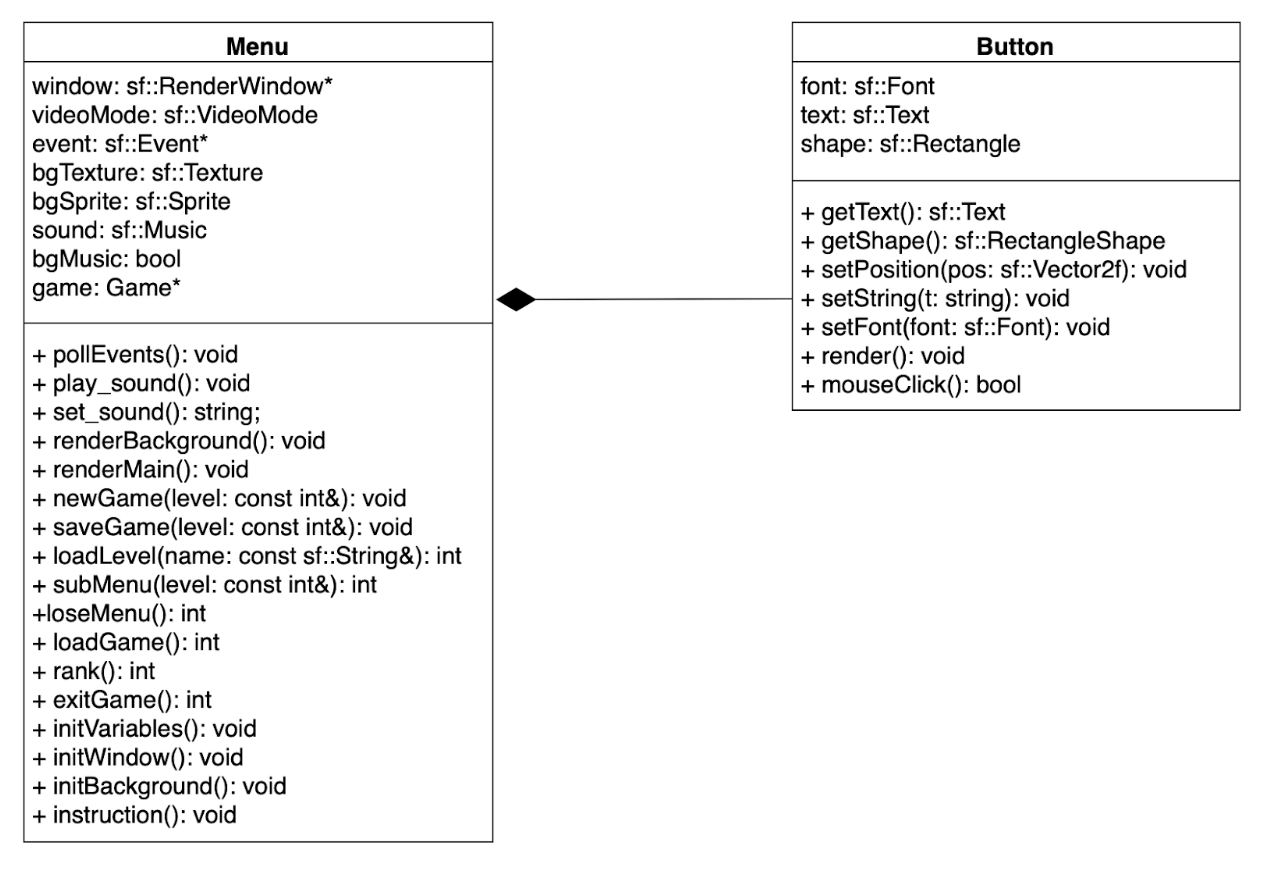 Menu
window: sf::RenderWindow*
videoMode: sf::VideoMode
event: sf::Event*
bgTexture: sf::Texture
bgSprite: sf::Sprite
sound: sf::Music
bgMusic: bool
game: Game*
+ pollEvents(): void
+ play_sound(): void
+ set_sound(): string;
+ renderBackground(): void
+ renderMain(): void
+ newGame(level: const int&): void
+ saveGame(level: const int&): void
+ loadLevel(name: const sf::String&): int
+ subMenu(level: const int&): int
+loseMenu(): int
+ loadGame(): int
+ rank(): int
+ exitGame(): int
+ initVariables(): void
+ initWindow(): void
+ initBackground(): void
+ instruction(): void
Button
font: sf::Font
text: sf::Text
shape: sf::Rectangle
+ getText(): sf::Text
+ getShape(): sf::RectangleShape
+ setPosition(pos: sf::Vector2f): void
+ setString(t: string): void
+ setFont(font: sf::Font): void
+ render(): void
+ mouseClick(): bool